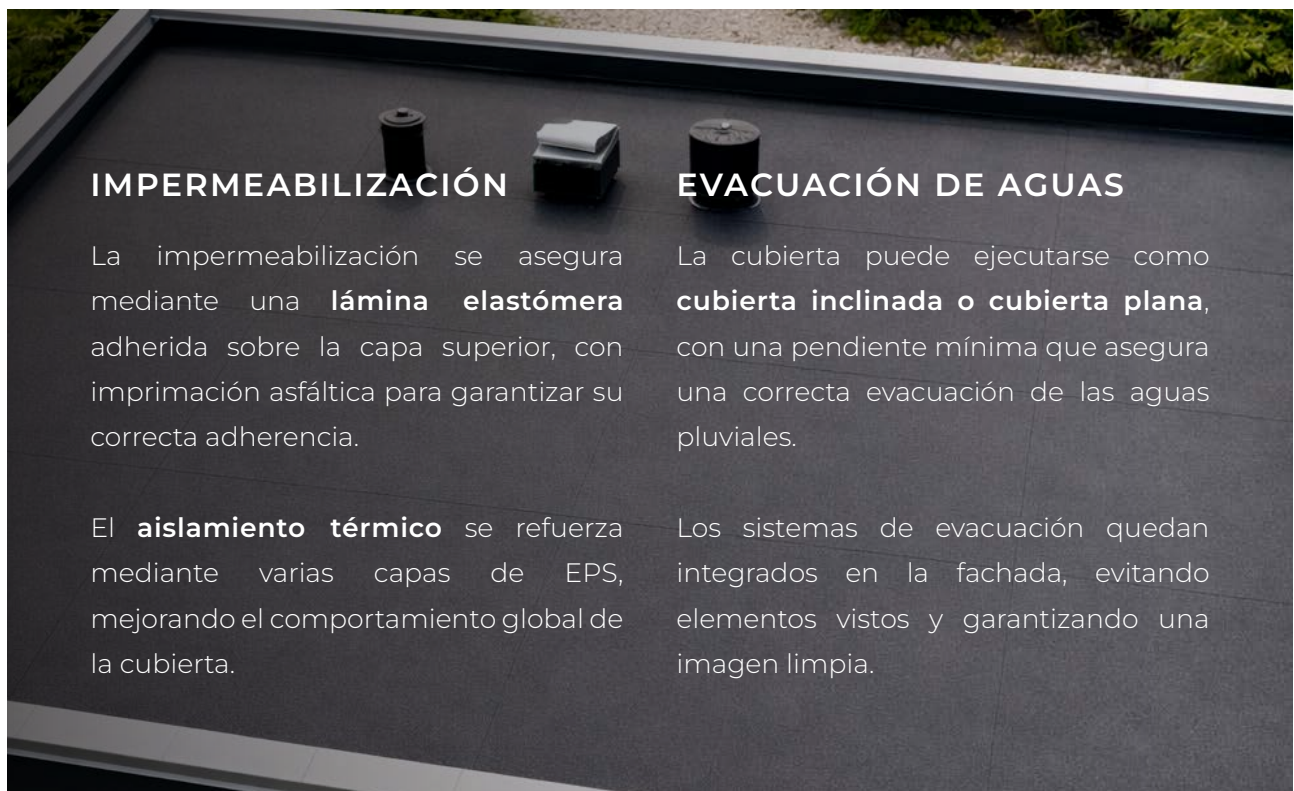 IMPERMEABILIZACIÓN
La impermeabilización se asegura
mediante una lámina elastómera
adherida sobre la capa superior, con
imprimación asfáltica para garantizar su
correcta adherencia.
El aislamiento térmico se refuerza
mediante varias capas de EPS,
mejorando el comportamiento global de
la cubierta.
EVACUACIÓN DE AGUAS
La cubierta puede ejecutarse como
cubierta inclinada o cubierta plana,
con una pendiente mínima que asegura
una correcta evacuación de las aguas
pluviales.
Los sistemas de evacuación quedan
integrados en la fachada, evitando
elementos vistos y garantizando una
imagen limpia.